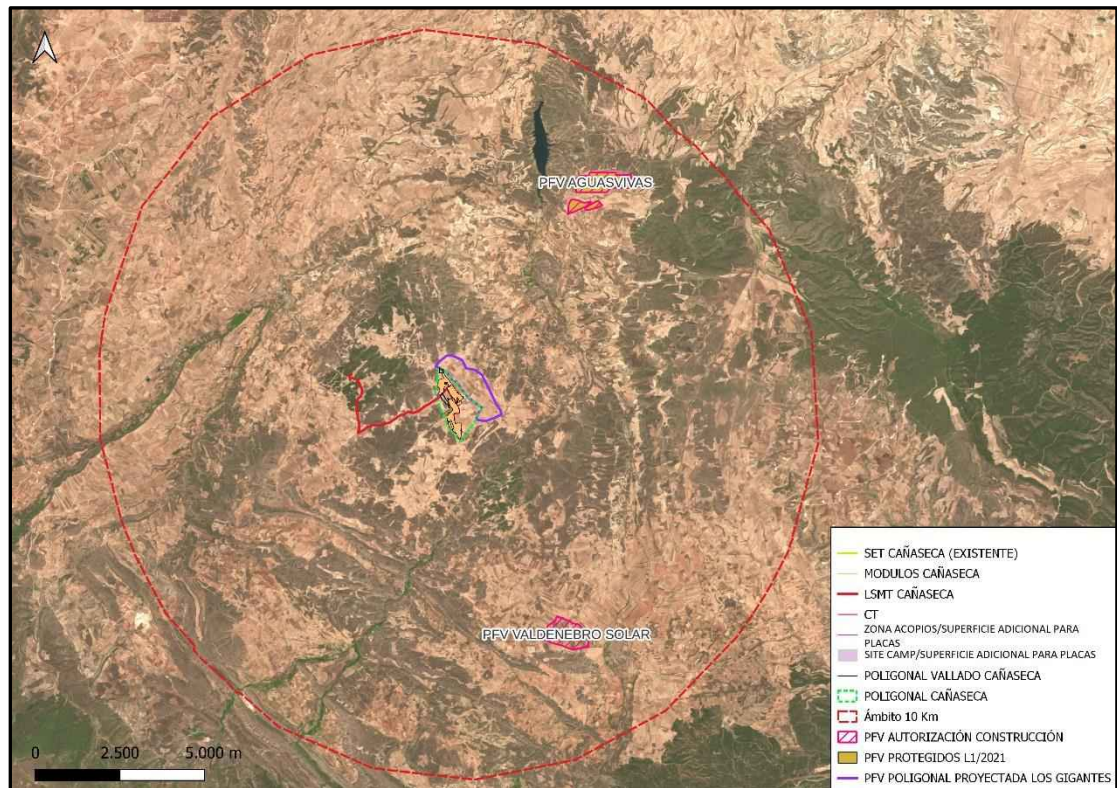 PFV AGUASVIVAS
PFV VALDENEBRO SOLAR
0 2.500 5.000 m
SET CAÑASECA (EXISTENTE)
MODULOS CAÑASECA
LSMT CAÑASECA
CT
ZONA ACOPIOS/SUPERFICIE ADICIONAL PARA
PLACAS
SITE CAMP/SUPERFICIE ADICIONAL PARA PLACAS
POLIGONAL VALLADO CAÑASECA
POLIGONAL CAÑASECA
Ámbito 10 Km
PFV AUTORIZACIÓN CONSTRUCCIÓN
PFV PROTEGIDOS L1/2021
PFV POLIGONAL PROYECTADA LOS GIGANTES